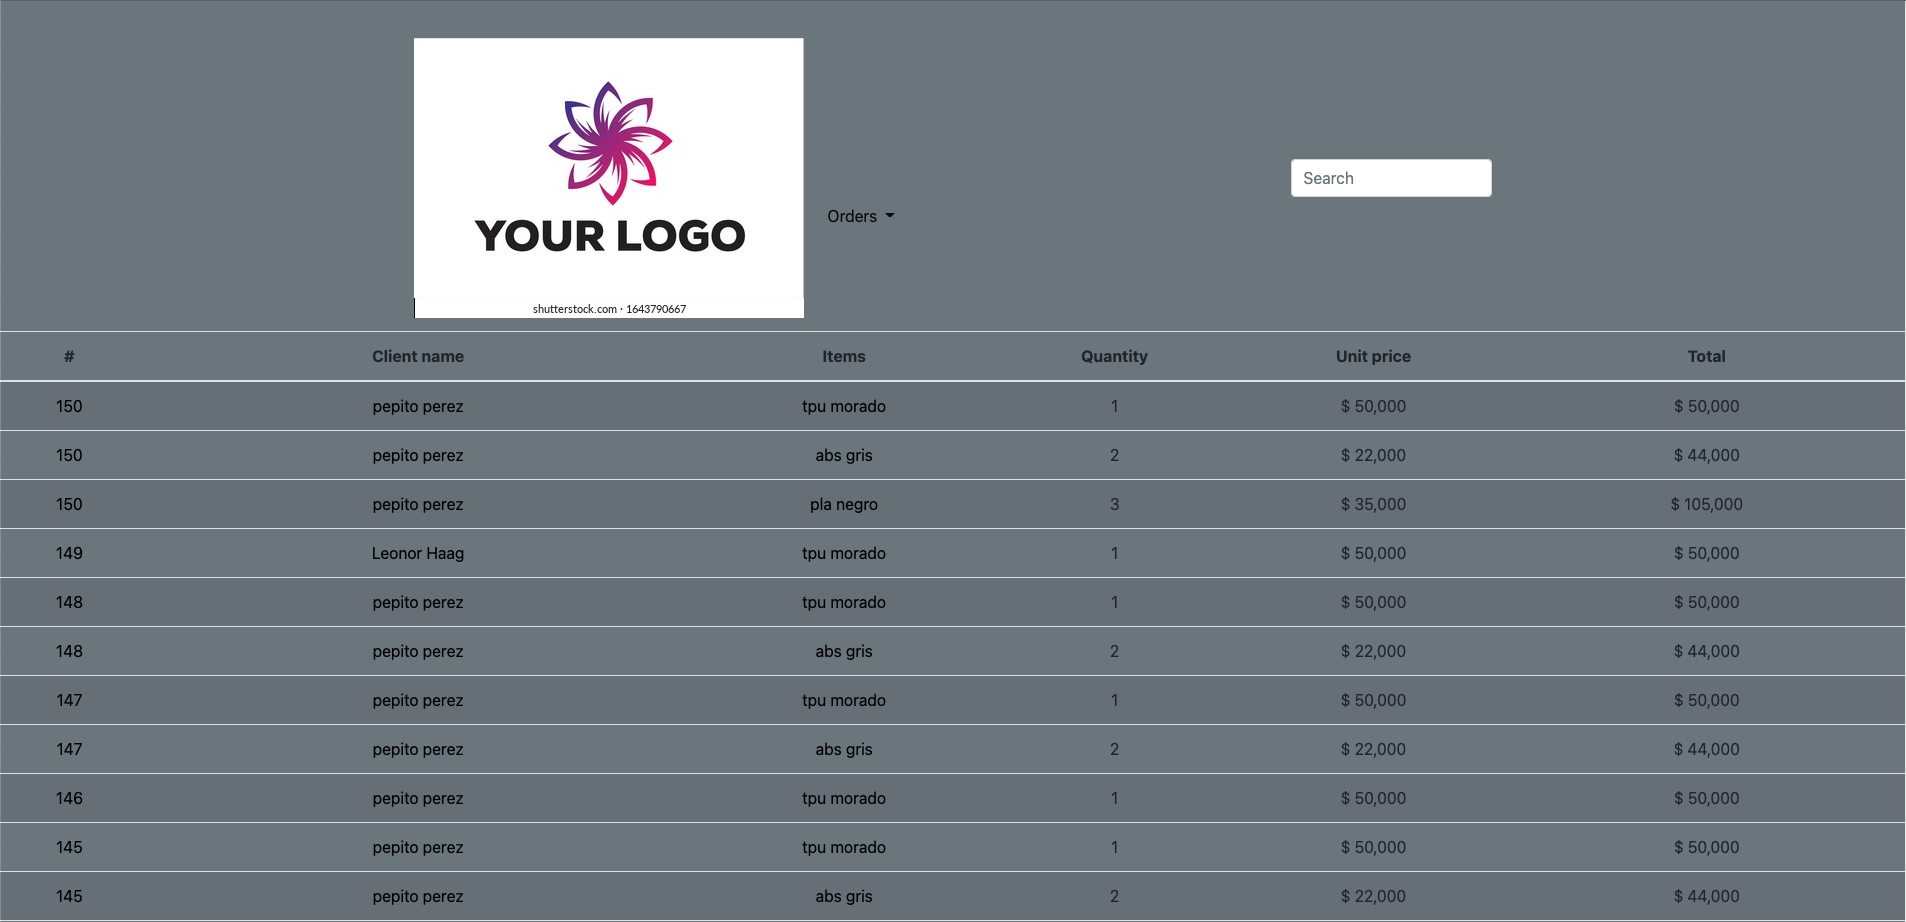 YOUR LOGO
shutterstock.com · 1643790667
Orders
Search
# Client name Items Quantity Unit price Total
150 pepito perez tpu morado 1 $ 50,000 $ 50,000
150 pepito perez abs gris 2 $ 22,000 $ 44,000
150 pepito perez pla negro 3 $ 35,000 $ 105,000
149 Leonor Haag tpu morado 1 $ 50,000 $ 50,000
148 pepito perez tpu morado 1 $ 50,000 $ 50,000
148 pepito perez abs gris 2 $ 22,000 $ 44,000
147 pepito perez tpu morado 1 $ 50,000 $ 50,000
147 pepito perez abs gris 2 $ 22,000 $ 44,000
146 pepito perez tpu morado 1 $ 50,000 $ 50,000
145 pepito perez tpu morado 1 $ 50,000 $ 50,000
145 pepito perez abs gris 2 $ 22,000 $ 44,000